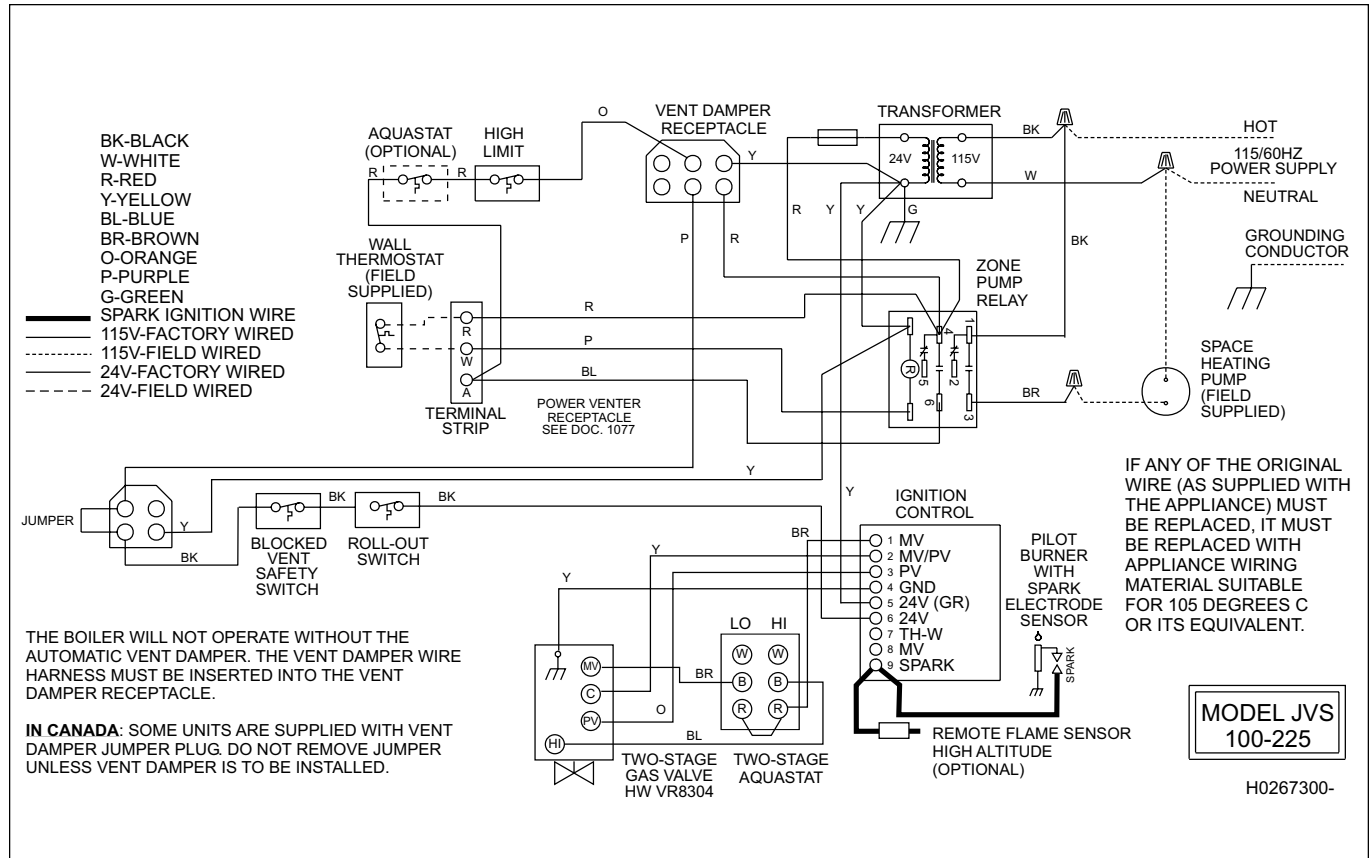 BK-BLACK
W-WHITE
R-RED
Y-YELLOW
BL-BLUE
BR-BROWN
O-ORANGE
P-PURPLE
G-GREEN
SPARK IGNITION WIRE
115V-FACTORY WIRED
115V-FIELD WIRED
24V-FACTORY WIRED
24V-FIELD WIRED
AQUASTAT
(OPTIONAL)
HIGH
LIMIT
O
R
R
VENT DAMPER
RECEPTACLE
Y
P
R
TRANSFORMER
24V
115V
BK
W
HOT
115/60HZ
POWER SUPPLY
NEUTRAL
GROUNDING
CONDUCTOR
R
Y
Y
G
BK
WALL
THERMOSTAT
(FIELD
SUPPLIED)
R
W
A
TERMINAL
STRIP
R
P
BL
POWER VENTER
RECEPTACLE
SEE DOC. 1077
ZONE
PUMP
RELAY
R
4
5
6
1
2
3
BR
SPACE
HEATING
PUMP
(FIELD
SUPPLIED)
JUMPER
Y
BK
BK
BK
BLOCKED
VENT
SAFETY
SWITCH
ROLL-OUT
SWITCH
Y
Y
IGNITION
CONTROL
1 MV
2 MV/PV
3 PV
4 GND
5 24V (GR)
6 24V
7 TH-W
8 MV
9 SPARK
BR
Y
Y
O
BR
BL
MV
C
PV
HI
TWO-STAGE
GAS VALVE
HW VR8304
LO HI
W W
B B
R R
TWO-STAGE
AQUASTAT
PILOT
BURNER
WITH
SPARK
ELECTRODE
SENSOR
SPARK
REMOTE FLAME SENSOR
HIGH ALTITUDE
(OPTIONAL)
IF ANY OF THE ORIGINAL
WIRE (AS SUPPLIED WITH
THE APPLIANCE) MUST
BE REPLACED, IT MUST
BE REPLACED WITH
APPLIANCE WIRING
MATERIAL SUITABLE
FOR 105 DEGREES C
OR ITS EQUIVALENT.
THE BOILER WILL NOT OPERATE WITHOUT THE
AUTOMATIC VENT DAMPER. THE VENT DAMPER WIRE
HARNESS MUST BE INSERTED INTO THE VENT
DAMPER RECEPTACLE.
IN CANADA: SOME UNITS ARE SUPPLIED WITH VENT
DAMPER JUMPER PLUG. DO NOT REMOVE JUMPER
UNLESS VENT DAMPER IS TO BE INSTALLED.
MODEL JVS
100-225
H0267300-